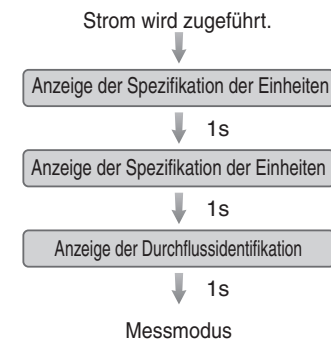 Strom wird zugeführt.
Anzeige der Spezifikation der Einheiten
1s
Anzeige der Spezifikation der Einheiten
1s
Anzeige der Durchflussidentifikation
1s
Messmodus